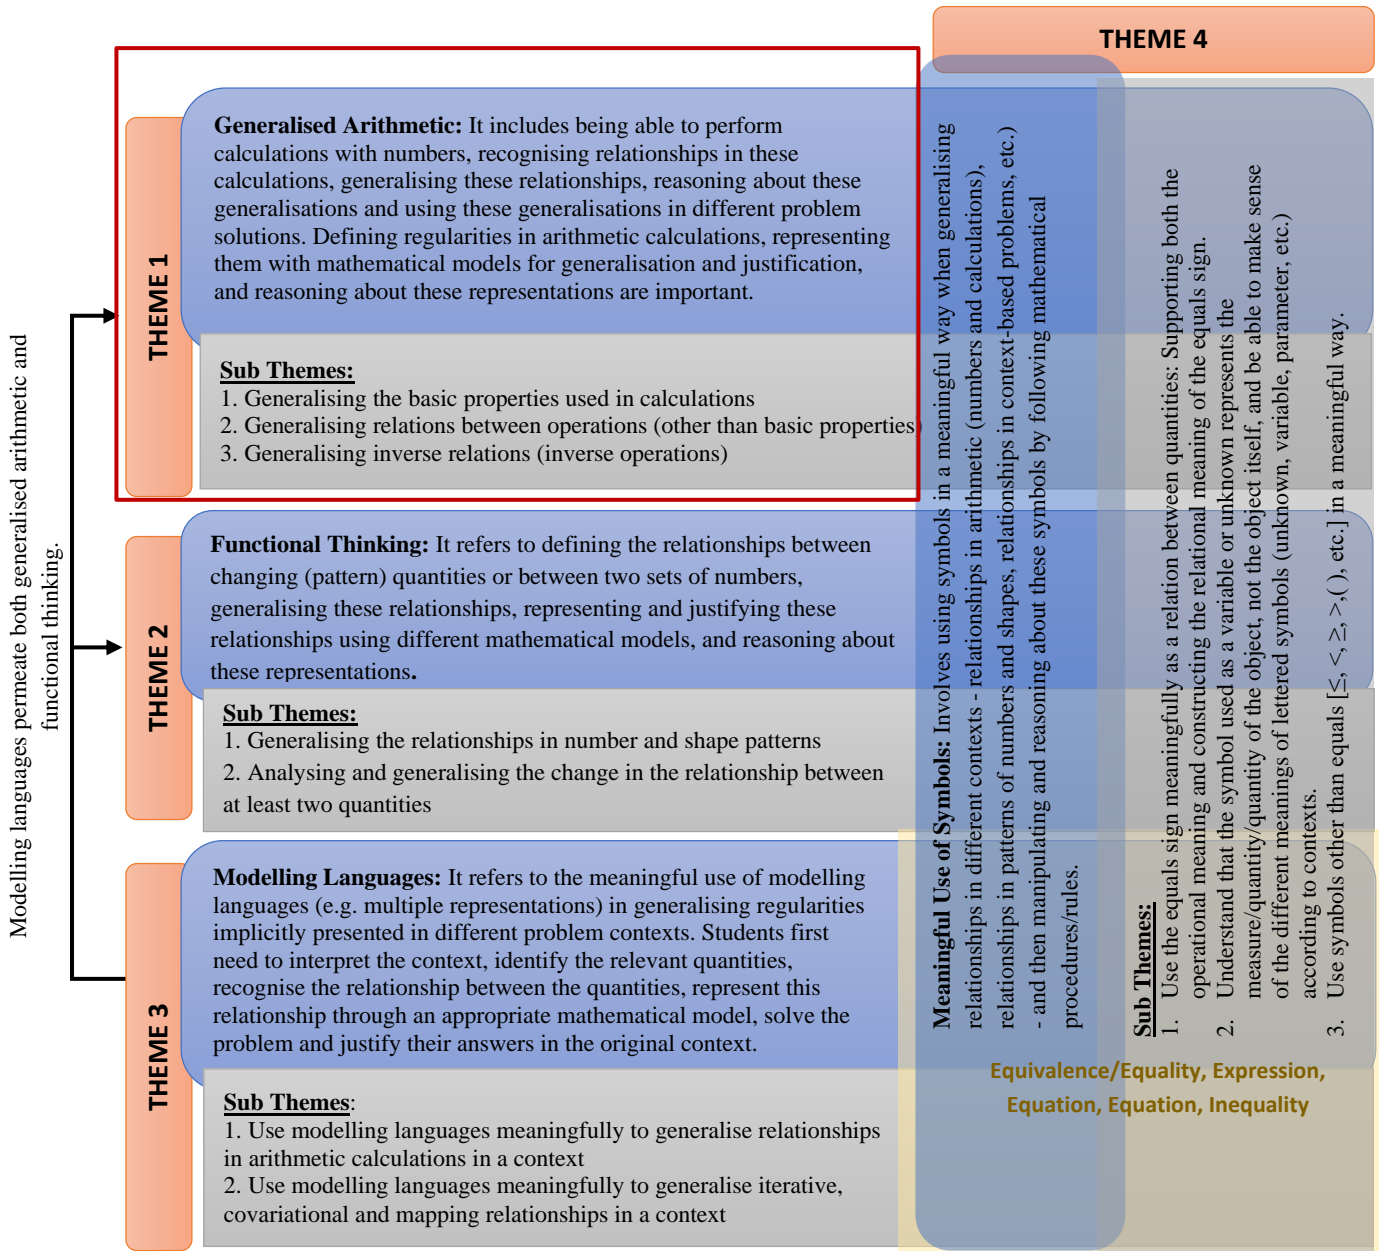 THEME 4
THEME 1
Generalised Arithmetic: It includes being able to perform
calculations with numbers, recognising relationships in these
calculations, generalising these relationships, reasoning about these
generalisations and using these generalisations in different problem
solutions. Defining regularities in arithmetic calculations, representing
them with mathematical models for generalisation and justification,
and reasoning about these representations are important.
Sub Themes:
1. Generalising the basic properties used in calculations
2. Generalising relations between operations (other than basic properties)
3. Generalising inverse relations (inverse operations)
THEME 2
Functional Thinking: It refers to defining the relationships between
changing (pattern) quantities or between two sets of numbers,
generalising these relationships, representing and justifying these
relationships using different mathematical models, and reasoning about
these representations.
Sub Themes:
1. Generalising the relationships in number and shape patterns
2. Analysing and generalising the change in the relationship between
at least two quantities
THEME 3
Modelling Languages: It refers to the meaningful use of modelling
languages (e.g. multiple representations) in generalising regularities
implicitly presented in different problem contexts. Students first
need to interpret the context, identify the relevant quantities,
recognise the relationship between the quantities, represent this
relationship through an appropriate mathematical model, solve the
problem and justify their answers in the original context.
Sub Themes:
1. Use modelling languages meaningfully to generalise relationships
in arithmetic calculations in a context
2. Use modelling languages meaningfully to generalise iterative,
covariational and mapping relationships in a context
Modelling languages permeate both generalised arithmetic and
functional thinking.
Meaningful Use of Symbols: Involves using symbols in a meaningful way when generalising
relationships in different contexts - relationships in arithmetic (numbers and calculations),
relationships in patterns of numbers and shapes, relationships in context-based problems, etc.)
- and then manipulating and reasoning about these symbols by following mathematical
procedures/rules.
Sub Themes:
1. Use the equals sign meaningfully as a relation between quantities: Supporting both the
operational meaning and constructing the relational meaning of the equals sign.
2. Understand that the symbol used as a variable or unknown represents the
measure/quantity/quantity of the object, not the object itself, and be able to make sense
of the different meanings of lettered symbols (unknown, variable, parameter, etc.)
according to contexts.
3. Use symbols other than equals [≤, <, ≥, >,( ), etc.] in a meaningful way.
Equivalence/Equality, Expression,
Equation, Equation, Inequality